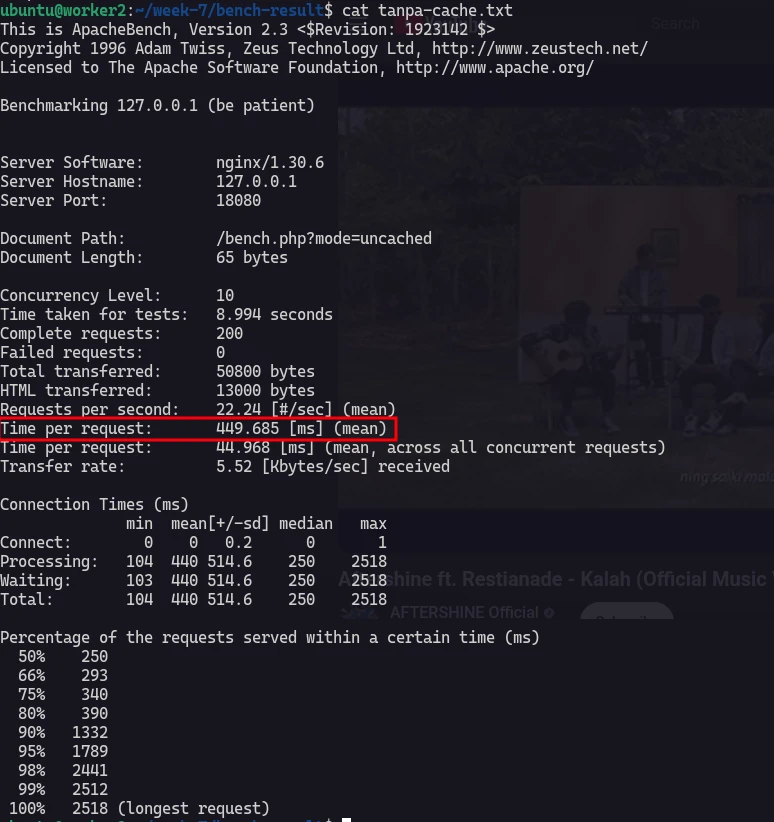 ubuntu@worker2:~/week-7/bench-result$ cat tanpa-cache.txt
This is ApacheBench, Version 2.3 <$Revision: 1923142 $>
Copyright 1996 Adam Twiss, Zeus Technology Ltd, http://www.zeustech.net/
Licensed to The Apache Software Foundation, http://www.apache.org/
Benchmarking 127.0.0.1 (be patient)
Server Software:        nginx/1.30.6
Server Hostname:        127.0.0.1
Server Port:            18080
Document Path:          /bench.php?mode=uncached
Document Length:        65 bytes
Concurrency Level:      10
Time taken for tests:   8.994 seconds
Complete requests:      200
Failed requests:        0
Total transferred:      50800 bytes
HTML transferred:       13000 bytes
Requests per second:    22.24 [#/sec] (mean)
Time per request:       449.685 [ms] (mean)
Time per request:       44.968 [ms] (mean, across all concurrent requests)
Transfer rate:          5.52 [Kbytes/sec] received
Connection Times (ms)
              min  mean[+/-sd] median   max
Connect:        0    0   0.2      0       1
Processing:   104  440 514.6    250    2518
Waiting:      103  440 514.6    250    2518
Total:        104  440 514.6    250    2518
Percentage of the requests served within a certain time (ms)
  50%    250
  66%    293
  75%    340
  80%    390
  90%   1332
  95%   1789
  98%   2441
  99%   2512
 100%   2518 (longest request)
Search
Aftershine ft. Restianade - Kalah (Official Music
AFTERSHINE Official